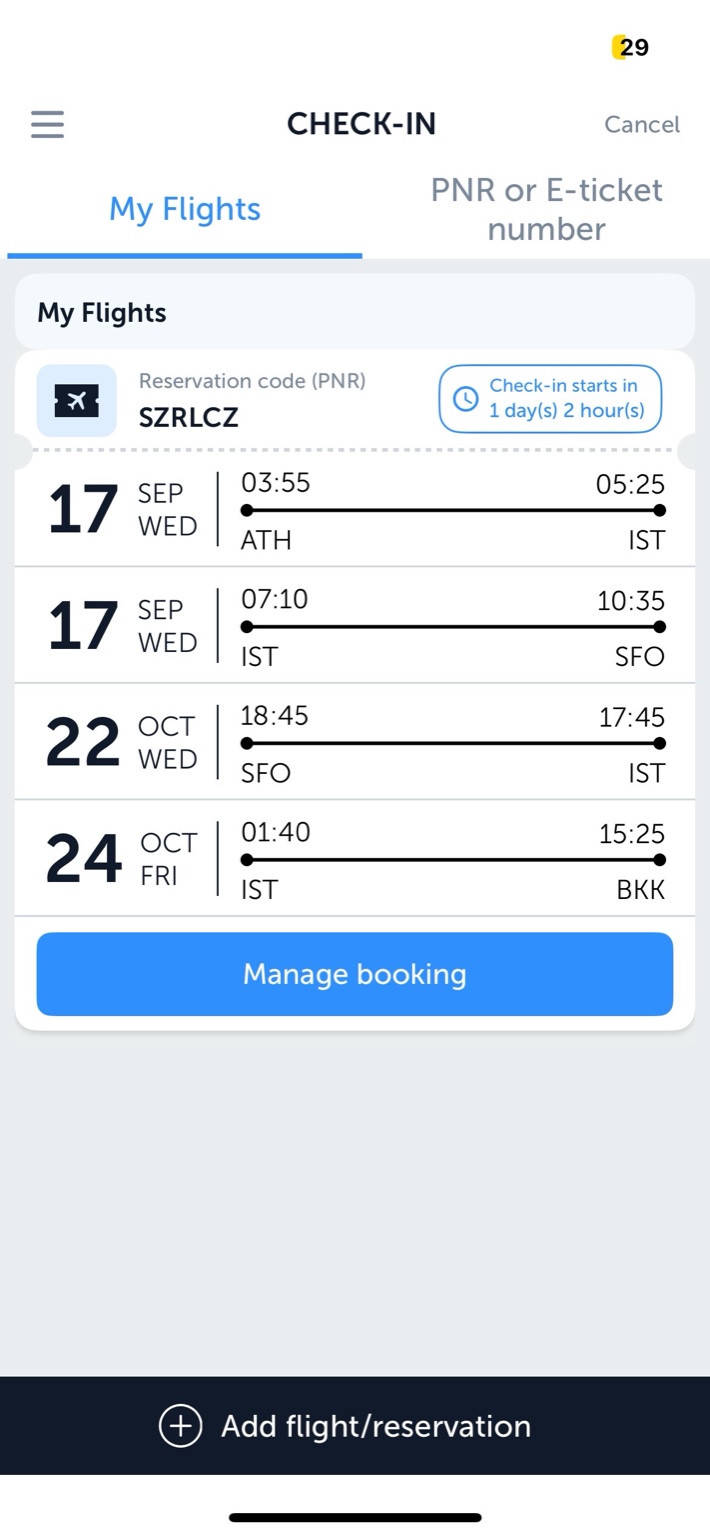 29
CHECK-IN
Cancel
My Flights
PNR or E-ticket
number
My Flights
Reservation code (PNR)
SZRLCZ
Check-in starts in
1 day(s) 2 hour(s)
17 SEP WED 03:55 05:25
ATH IST
17 SEP WED 07:10 10:35
IST SFO
22 OCT WED 18:45 17:45
SFO IST
24 OCT FRI 01:40 15:25
IST BKK
Manage booking
Add flight/reservation